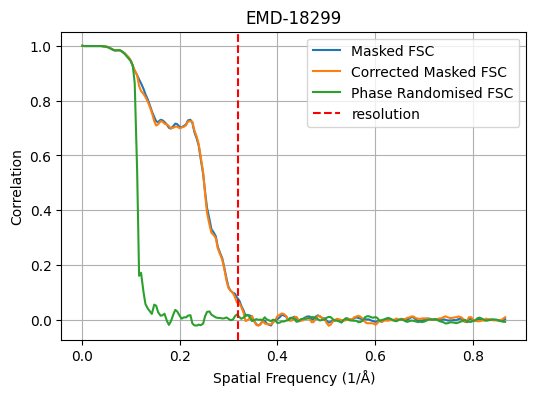 EMD-18299
Masked FSC
Corrected Masked FSC
Phase Randomised FSC
resolution
Correlation
1.0
0.8
0.6
0.4
0.2
0.0
0.0 0.2 0.4 0.6 0.8
Spatial Frequency (1/Å)